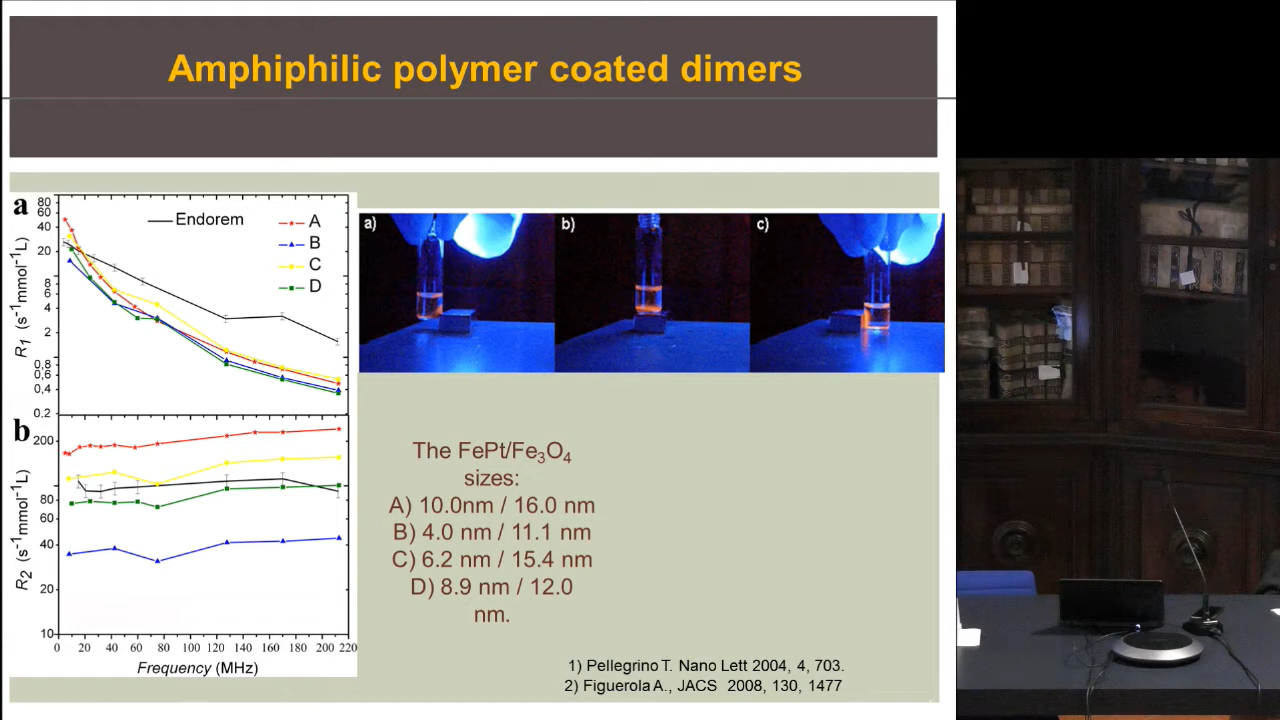 Amphiphilic polymer coated dimers
a
80
60
40
20
8
6
4
2
0,8
0,6
0,4
0,2
R1 (s-1mmol-1L)
Endorem
A
B
C
D
b
200
80
60
40
20
10
R2 (s-1mmol-1L)
0 20 40 60 80 100 120 140 160 180 200 220
Frequency (MHz)
a) b) c)
The FePt/Fe3O4
sizes:
A) 10.0nm / 16.0 nm
B) 4.0 nm / 11.1 nm
C) 6.2 nm / 15.4 nm
D) 8.9 nm / 12.0
nm.
1) Pellegrino T. Nano Lett 2004, 4, 703.
2) Figuerola A., JACS 2008, 130, 1477